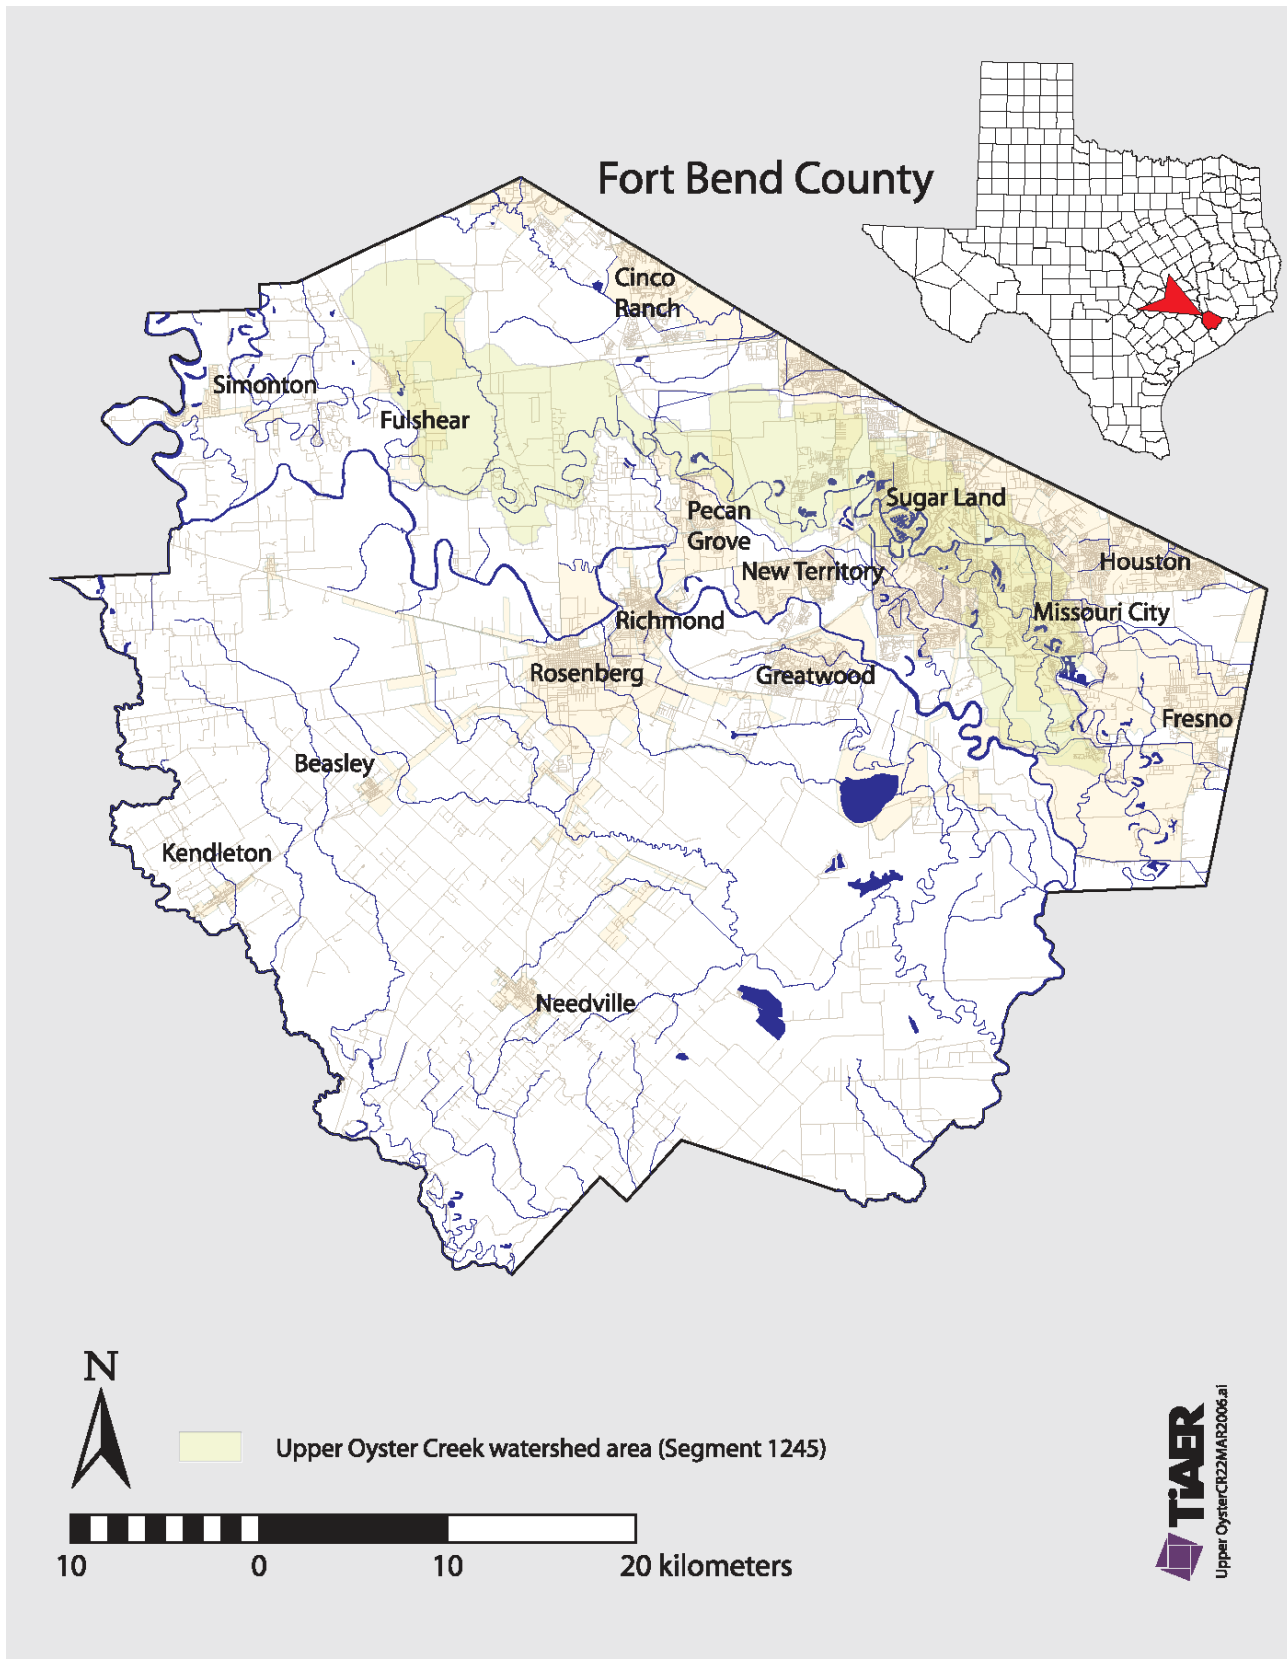 Fort Bend County
Cinco
Ranch
Simonton
Fulshear
Sugar Land
Pecan
Grove
Houston
New Territory
Missouri City
Richmond
Rosenberg
Greatwood
Fresno
Beasley
Kendleton
Needville
N
Upper Oyster Creek watershed area (Segment 1245)
10 0 10 20 kilometers
TiAER
Upper OysterCR22MAR2006.ai